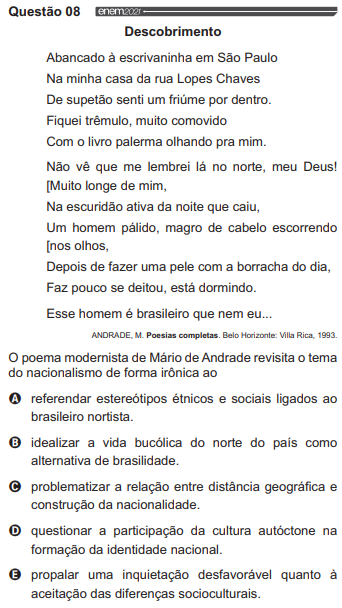 Questão 08 enem2021
Descobrimento
Abancado à escrivaninha em São Paulo
Na minha casa da rua Lopes Chaves
De supetão senti um friúme por dentro.
Fiquei trêmulo, muito comovido
Com o livro palerma olhando pra mim.
Não vê que me lembrei lá no norte, meu Deus!
[Muito longe de mim,
Na escuridão ativa da noite que caiu,
Um homem pálido, magro de cabelo escorrendo
[nos olhos,
Depois de fazer uma pele com a borracha do dia,
Faz pouco se deitou, está dormindo.
Esse homem é brasileiro que nem eu...
ANDRADE, M. Poesias completas. Belo Horizonte: Villa Rica, 1993.
O poema modernista de Mário de Andrade revisita o tema
do nacionalismo de forma irônica ao
A referendar estereótipos étnicos e sociais ligados ao
brasileiro nortista.
B idealizar a vida bucólica do norte do país como
alternativa de brasilidade.
C problematizar a relação entre distância geográfica e
construção da nacionalidade.
D questionar a participação da cultura autóctone na
formação da identidade nacional.
E propalar uma inquietação desfavorável quanto à
aceitação das diferenças socioculturais.